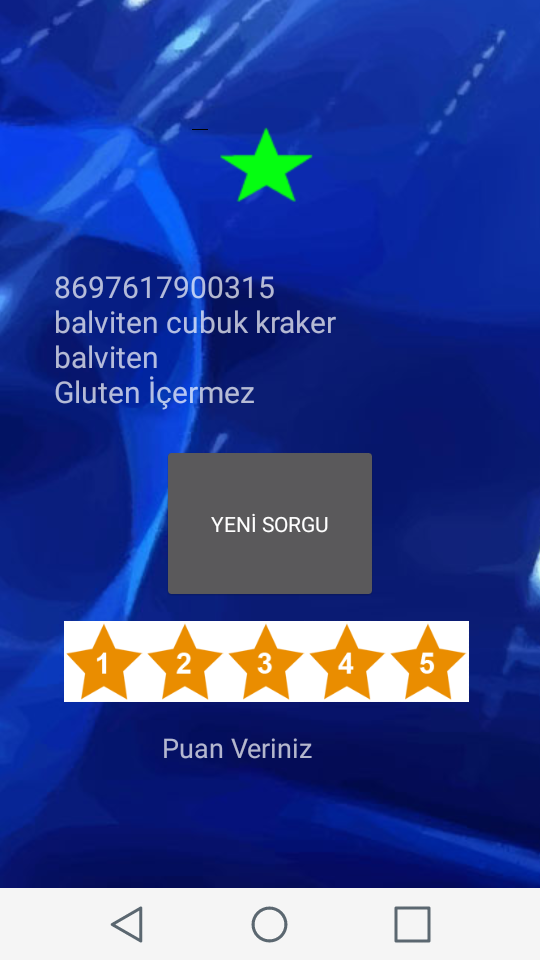 8697617900315
balviten cubuk kraker
balviten
Gluten İçermez
YENİ SORGU
1 2 3 4 5
Puan Veriniz